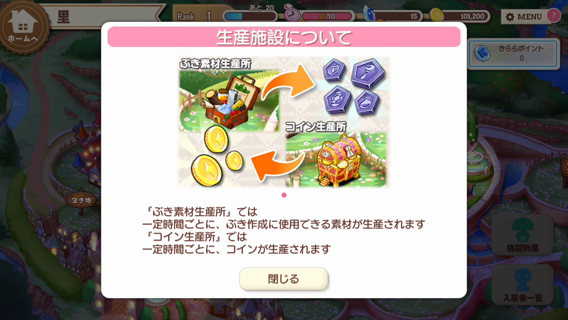 ホームへ
里
Rank 1
あと 20
/10
15
101,200
MENU
?
きららポイント
0
生産施設について
ぶき素材生産所
コイン生産所
空き地
『ぶき素材生産所』では
一定時間ごとに、ぶき作成に使用できる素材が生産されます
『コイン生産所』では
一定時間ごとに、コインが生産されます
閉じる
施設効果
入居者一覧